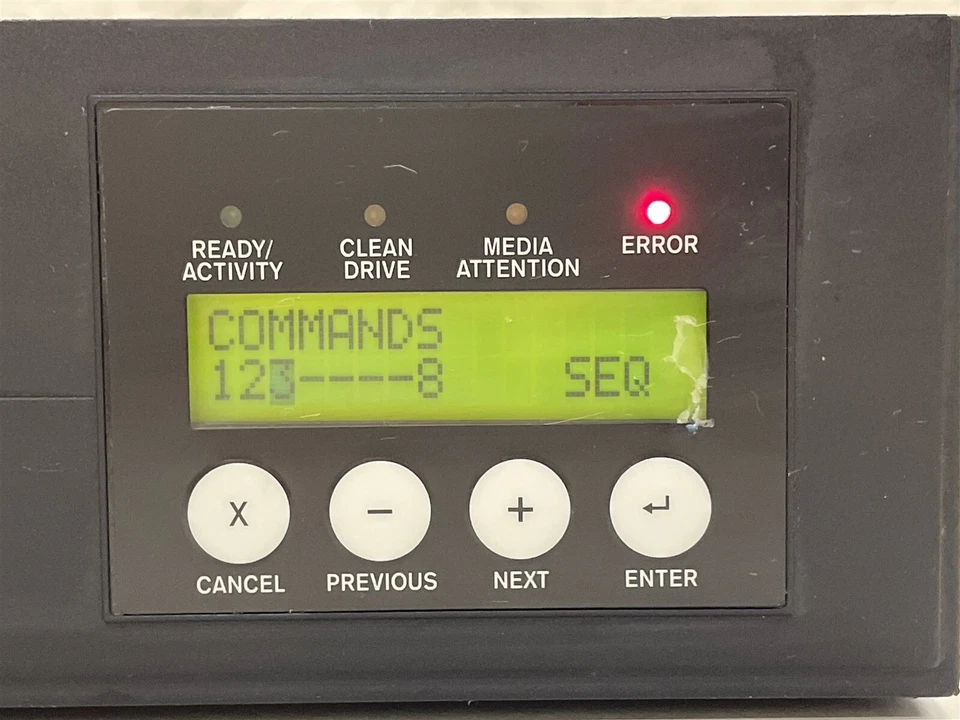 READY/ ACTIVITY
CLEAN DRIVE
MEDIA ATTENTION
ERROR
COMMANDS
123----8 SEQ
X
−
+
↵
CANCEL
PREVIOUS
NEXT
ENTER